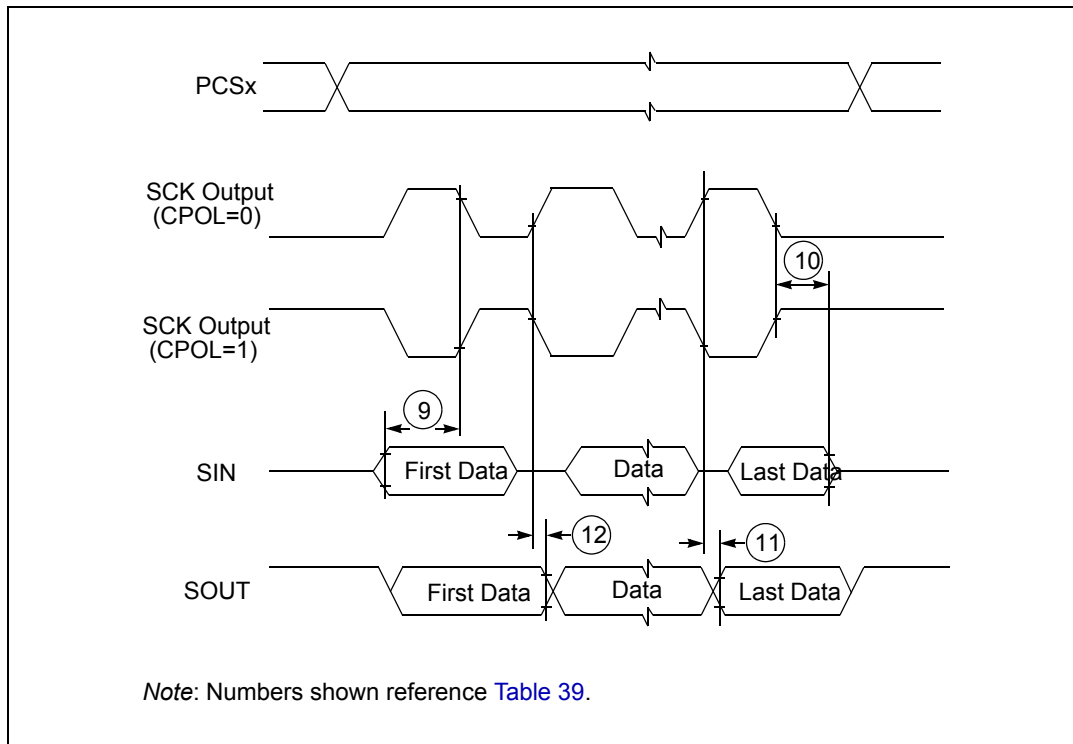 PCSx
SCK Output
(CPOL=0)
10
SCK Output
(CPOL=1)
9
SIN
First Data
Data
Last Data
12
11
SOUT
First Data
Data
Last Data
Note: Numbers shown reference Table 39.